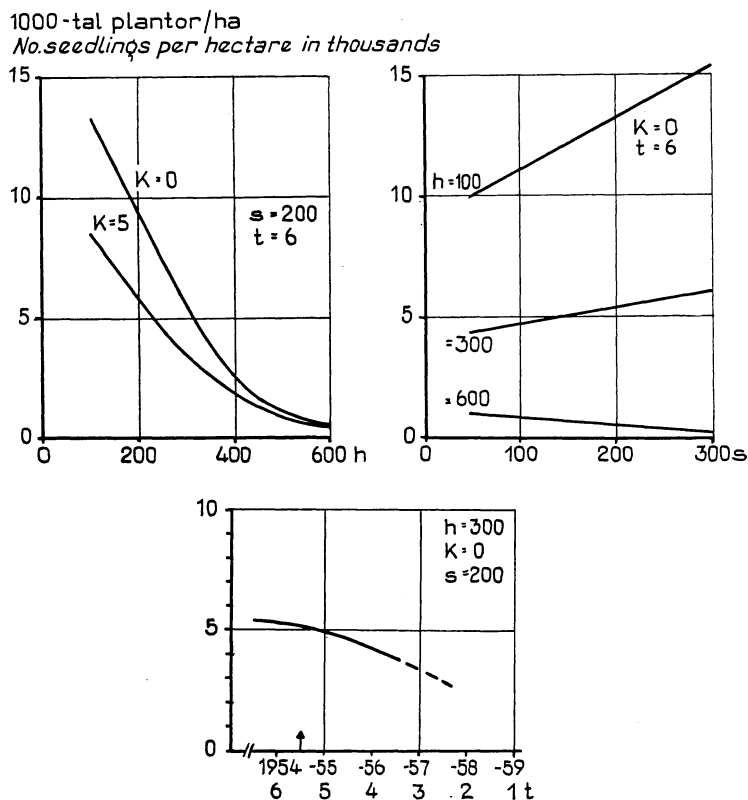 1000-tal plantor/ha
No. seedlings per hectare in thousands
15
K=0
10
K=5
s=200
t=6
5
0
0 200 400 600 h
15
K=0
t=6
h=100
10
5
=300
=600
0
0 100 200 300 s
10
h=300
K=0
s=200
5
0
1954 -55 -56 -57 -58 -59
6 5 4 3 2 1 t